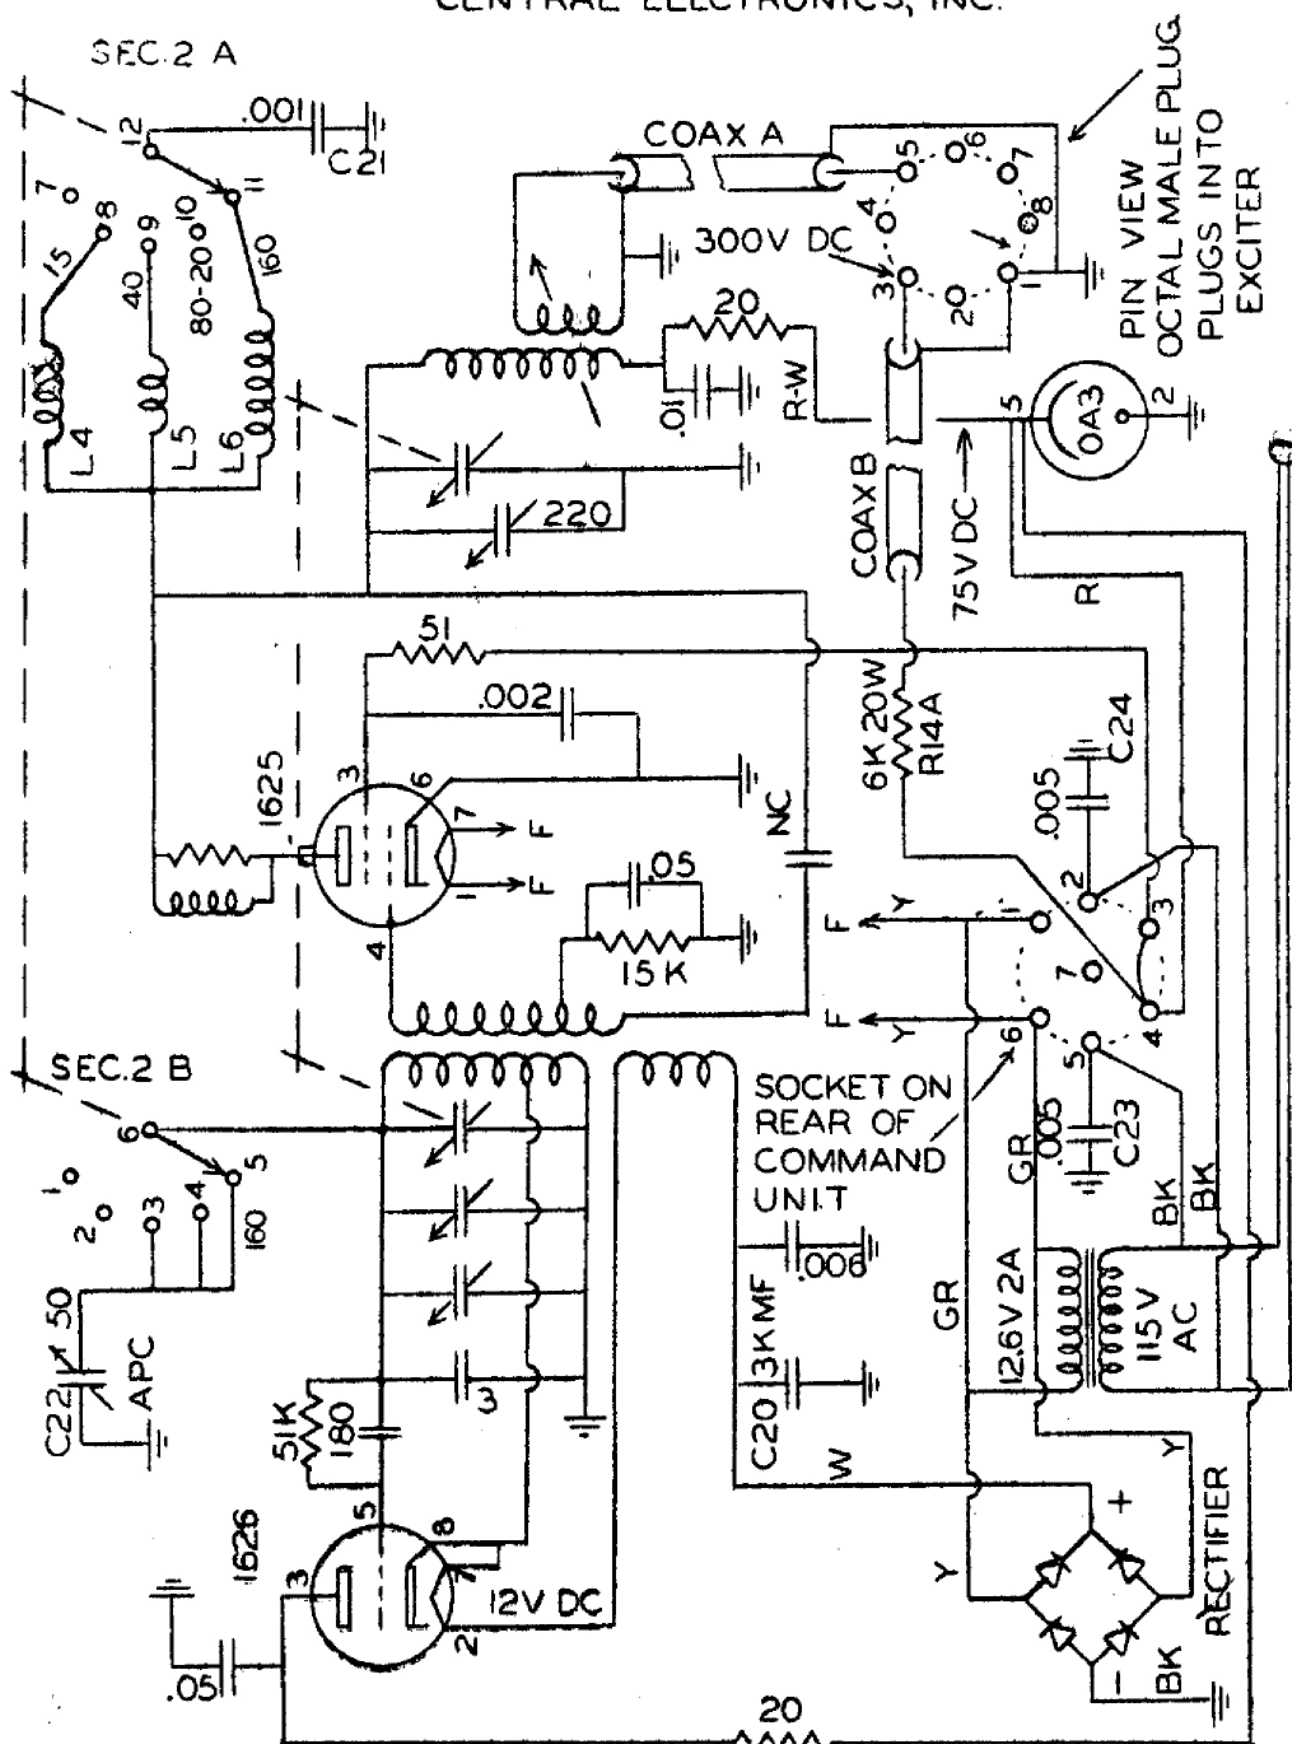 CENTRAL ELECTRONICS, INC.
SEC.2 A
12
.001
C21
7
8
9
10
11
15
40
80-20
160
L4
L5
L6
COAX A
5
6
7
4
8
300V DC
3
2
1
PIN VIEW
OCTAL MALE PLUG
PLUGS INTO
EXCITER
20
.01
R-W
220
COAX B
75V DC
5
0A3
2
R
51
.002
1625
3
6
7
1
4
F
F
.05
15K
NC
6K 20W
R14A
.005
C24
F
Y
F
Y
1
2
3
7
6
5
4
SEC.2 B
6
1
2
3
4
5
160
50
C22
APC
SOCKET ON
REAR OF
COMMAND
UNIT
GR
.005
C23
BK
BK
.006
C20 3KMF
GR
12.6V 2A
115V
AC
3
51K
180
W
1626
3
5
8
7
2
12V DC
.05
Y
+
Y
-
BK
RECTIFIER
20